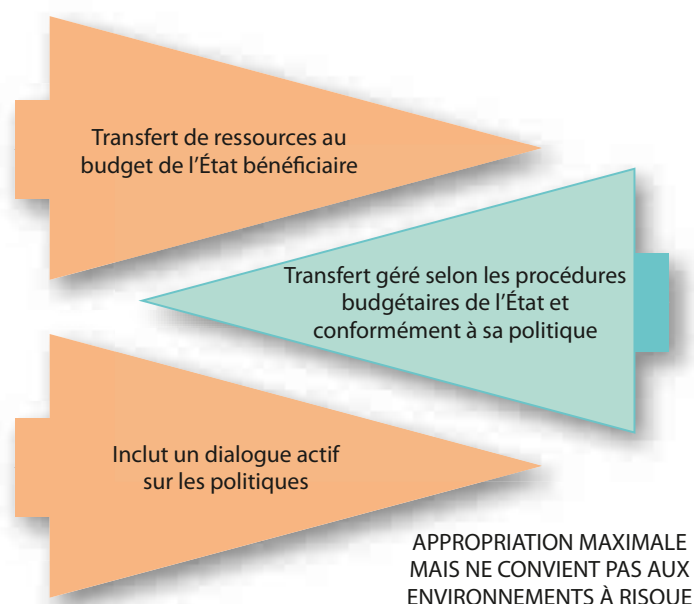 Transfert de ressources au
budget de l'État bénéficiaire
Transfert géré selon les procédures
budgétaires de l'État et
conformément à sa politique
Inclut un dialogue actif
sur les politiques
APPROPRIATION MAXIMALE
MAIS NE CONVIENT PAS AUX
ENVIRONNEMENTS À RISQUE